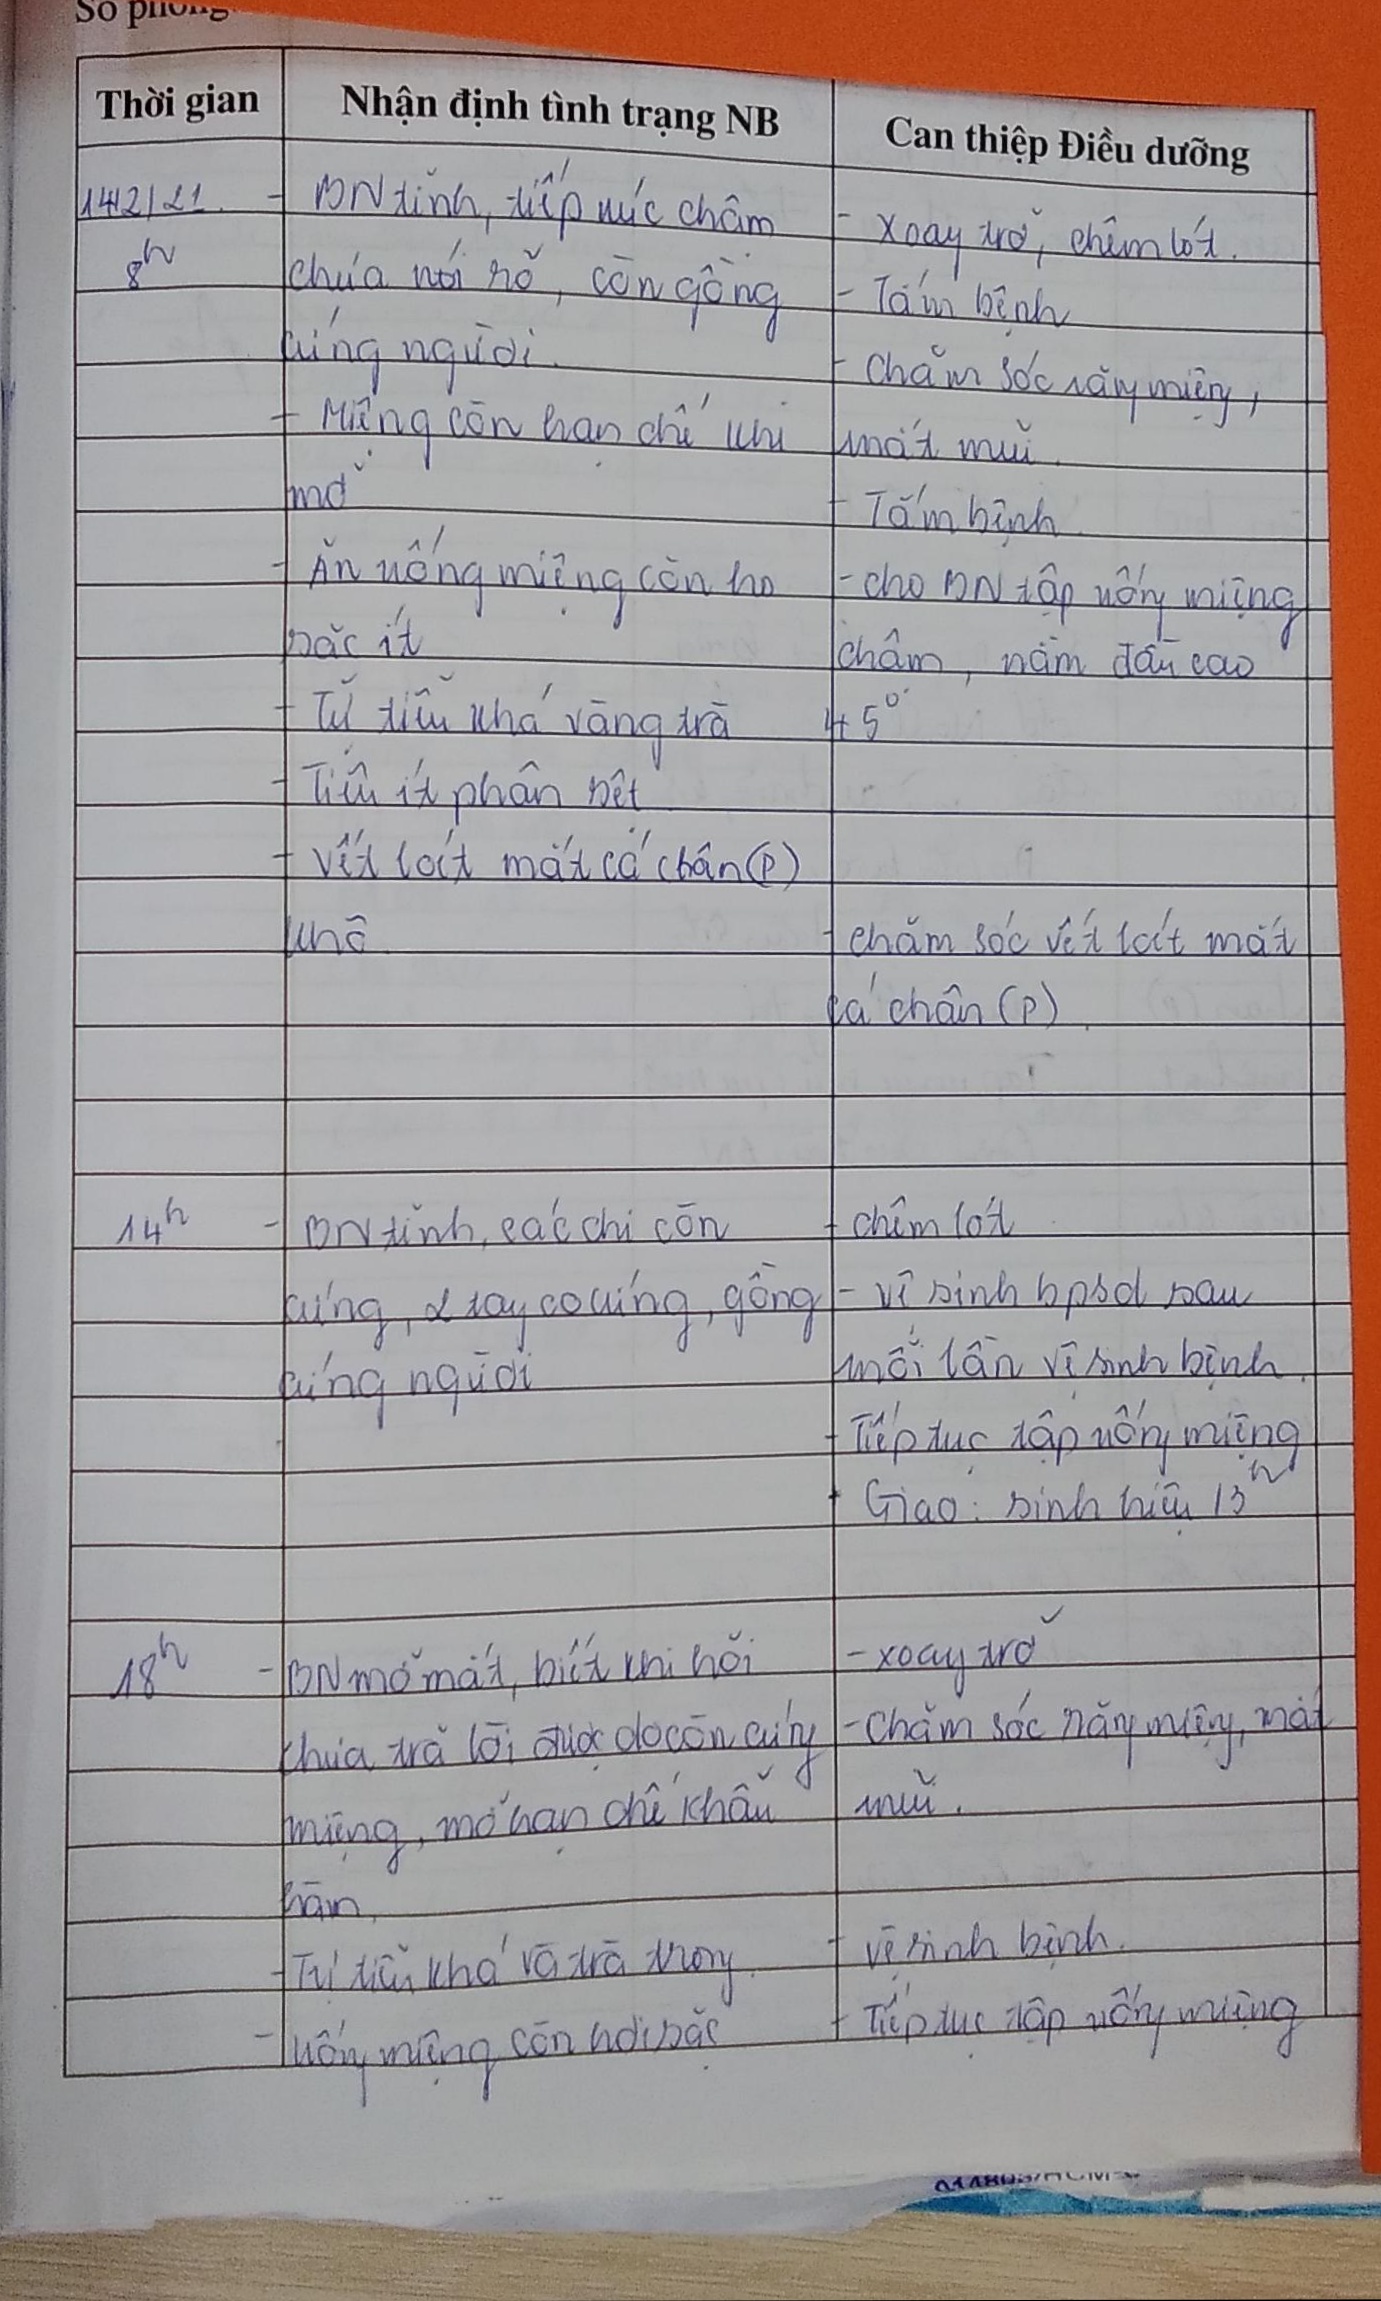 Số phòng
Thời gian
Nhận định tình trạng NB
Can thiệp Điều dưỡng
14/2/21
8h
- BN tỉnh, tiếp xúc chậm
chưa nói rõ, còn gồng
cứng người.
- Miệng còn hạn chế khi
mở
- Ăn uống miệng còn ho
sặc ít
- Tự tiểu khá vàng trà
- Tiêu ít phân sệt
- Vết loét mắt cá chân (P)
khô
- Xoay trở, chêm lót.
- Tắm bệnh
- Chăm sóc răng miệng,
mắt mũi.
- Tắm bệnh
- cho BN tập uống miệng
chậm, nằm đầu cao
45°
- chăm sóc vết loét mắt
cá chân (P).
14h
- BN tỉnh, các chi còn
cứng, 2 tay co cứng, gồng
cứng người
- chêm lót
- vệ sinh bpsd sau
mỗi lần vệ sinh bệnh.
- Tiếp tục tập uống miệng
- Giao: sinh hiệu 15h
18h
- BN mở mắt, biết khi hỏi
chưa trả lời được do còn cứng
miệng, mở hạn chế khẩu
hàm.
- Tự tiểu khá và trà trong.
- uống miệng còn hơi sặc
- xoay trở
- Chăm sóc răng miệng, mắt
mũi.
- vệ sinh bệnh.
- Tiếp tục tập uống miệng